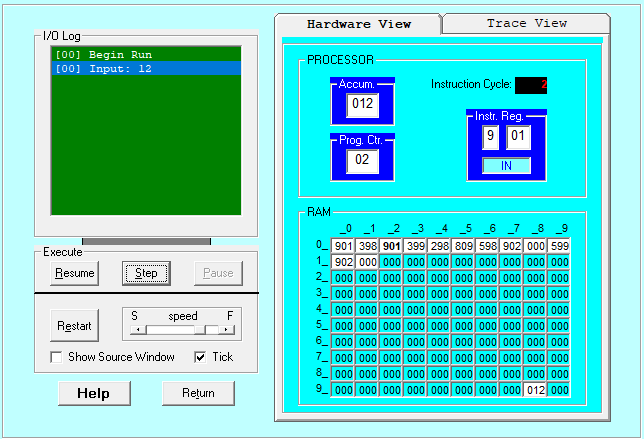 I/O Log
[00] Begin Run
[00] Input: 12
Execute
Resume Step Pause
Restart
S speed F
Show Source Window Tick
Help Return
Hardware View Trace View
PROCESSOR
Accum.
012
Instruction Cycle: 2
Prog. Ctr.
02
Instr. Reg.
9 01
IN
RAM
_0 _1 _2 _3 _4 _5 _6 _7 _8 _9
0_ 901 398 901 399 298 809 598 902 000 599
1_ 902 000 000 000 000 000 000 000 000 000
2_ 000 000 000 000 000 000 000 000 000 000
3_ 000 000 000 000 000 000 000 000 000 000
4_ 000 000 000 000 000 000 000 000 000 000
5_ 000 000 000 000 000 000 000 000 000 000
6_ 000 000 000 000 000 000 000 000 000 000
7_ 000 000 000 000 000 000 000 000 000 000
8_ 000 000 000 000 000 000 000 000 000 000
9_ 000 000 000 000 000 000 000 000 012 000